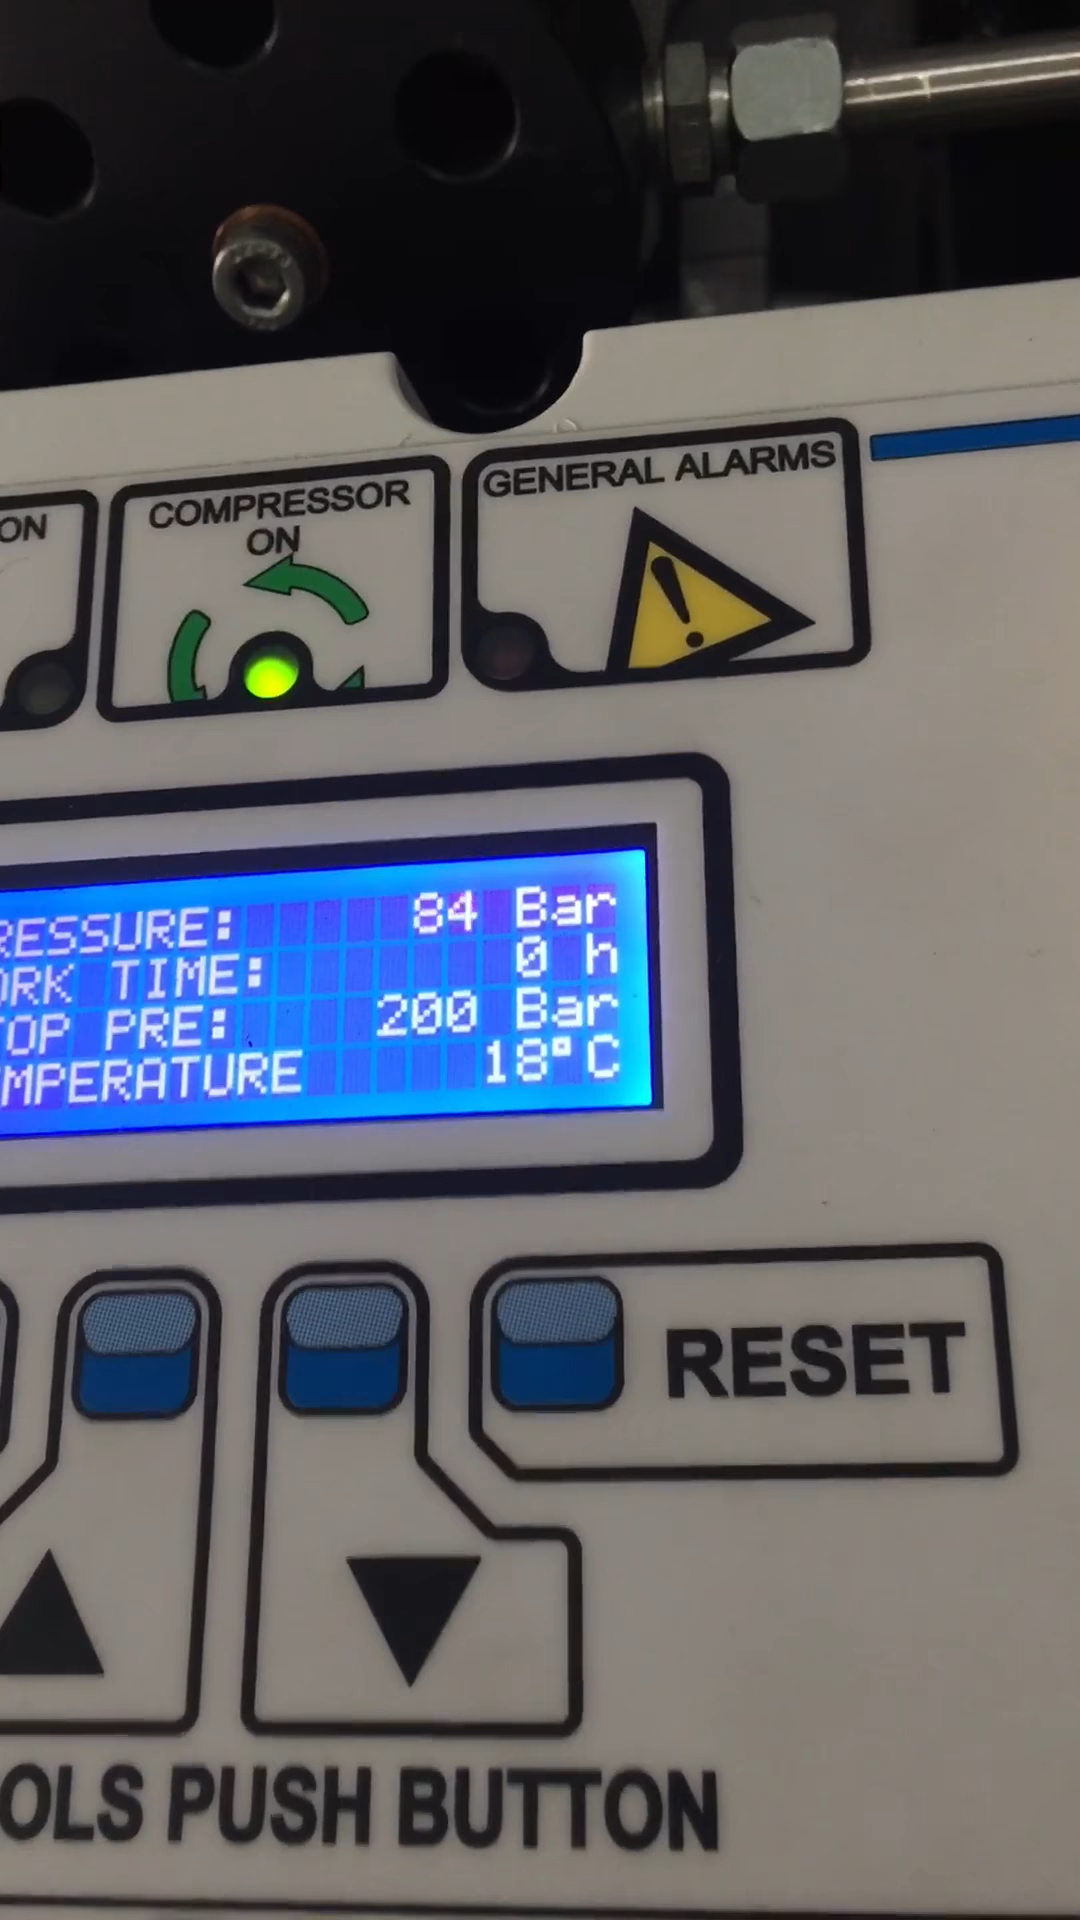 ON
COMPRESSOR
ON
GENERAL ALARMS
RESSURE: 84 Bar
ORK TIME: 0 h
TOP PRE: 200 Bar
MPERATURE 18°C
RESET
OLS PUSH BUTTON